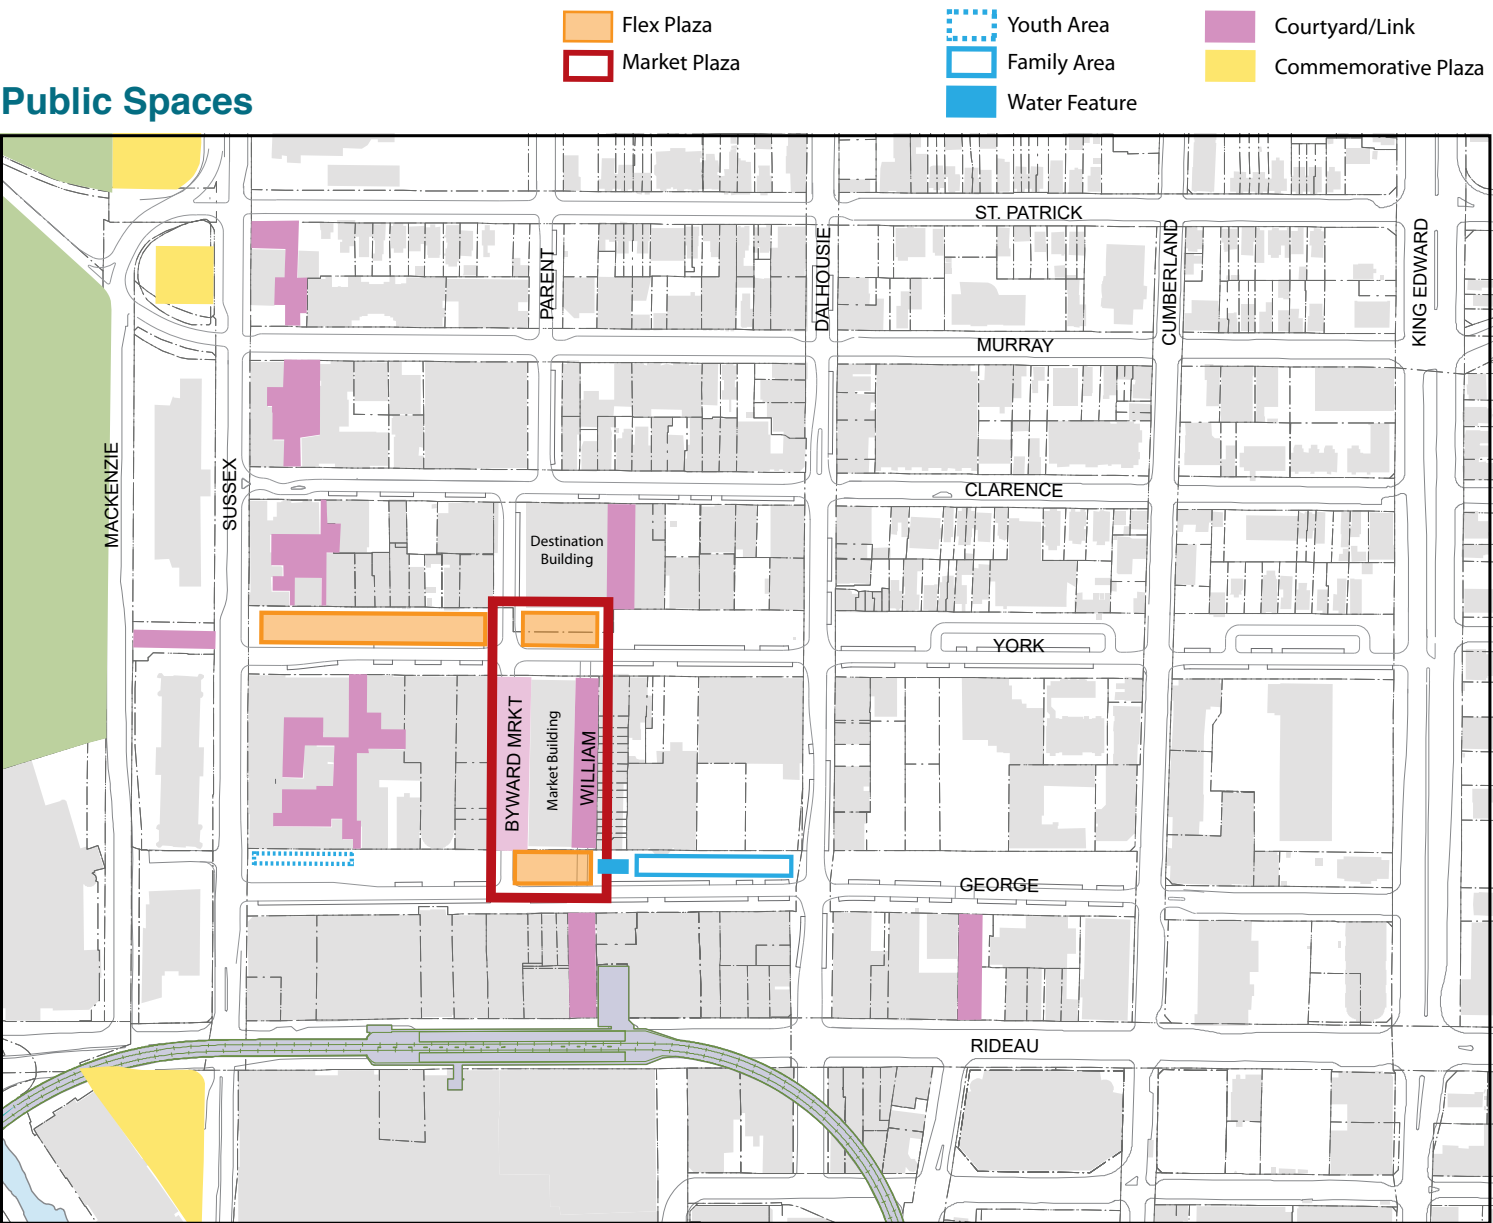 Flex Plaza
Market Plaza
Youth Area
Family Area
Water Feature
Courtyard/Link
Commemorative Plaza
Public Spaces
ST. PATRICK
PARENT
DALHOUSIE
CUMBERLAND
KING EDWARD
MURRAY
MACKENZIE
SUSSEX
CLARENCE
Destination
Building
YORK
BYWARD MRKT
Market Building
WILLIAM
GEORGE
RIDEAU